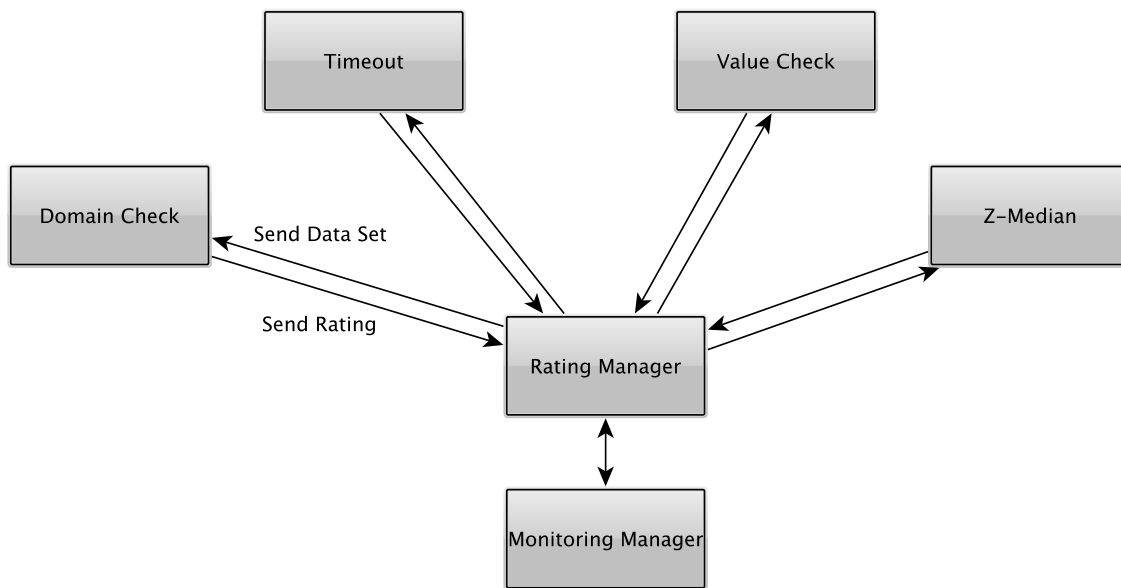 Timeout
Value Check
Domain Check
Z-Median
Send Data Set
Send Rating
Rating Manager
Monitoring Manager